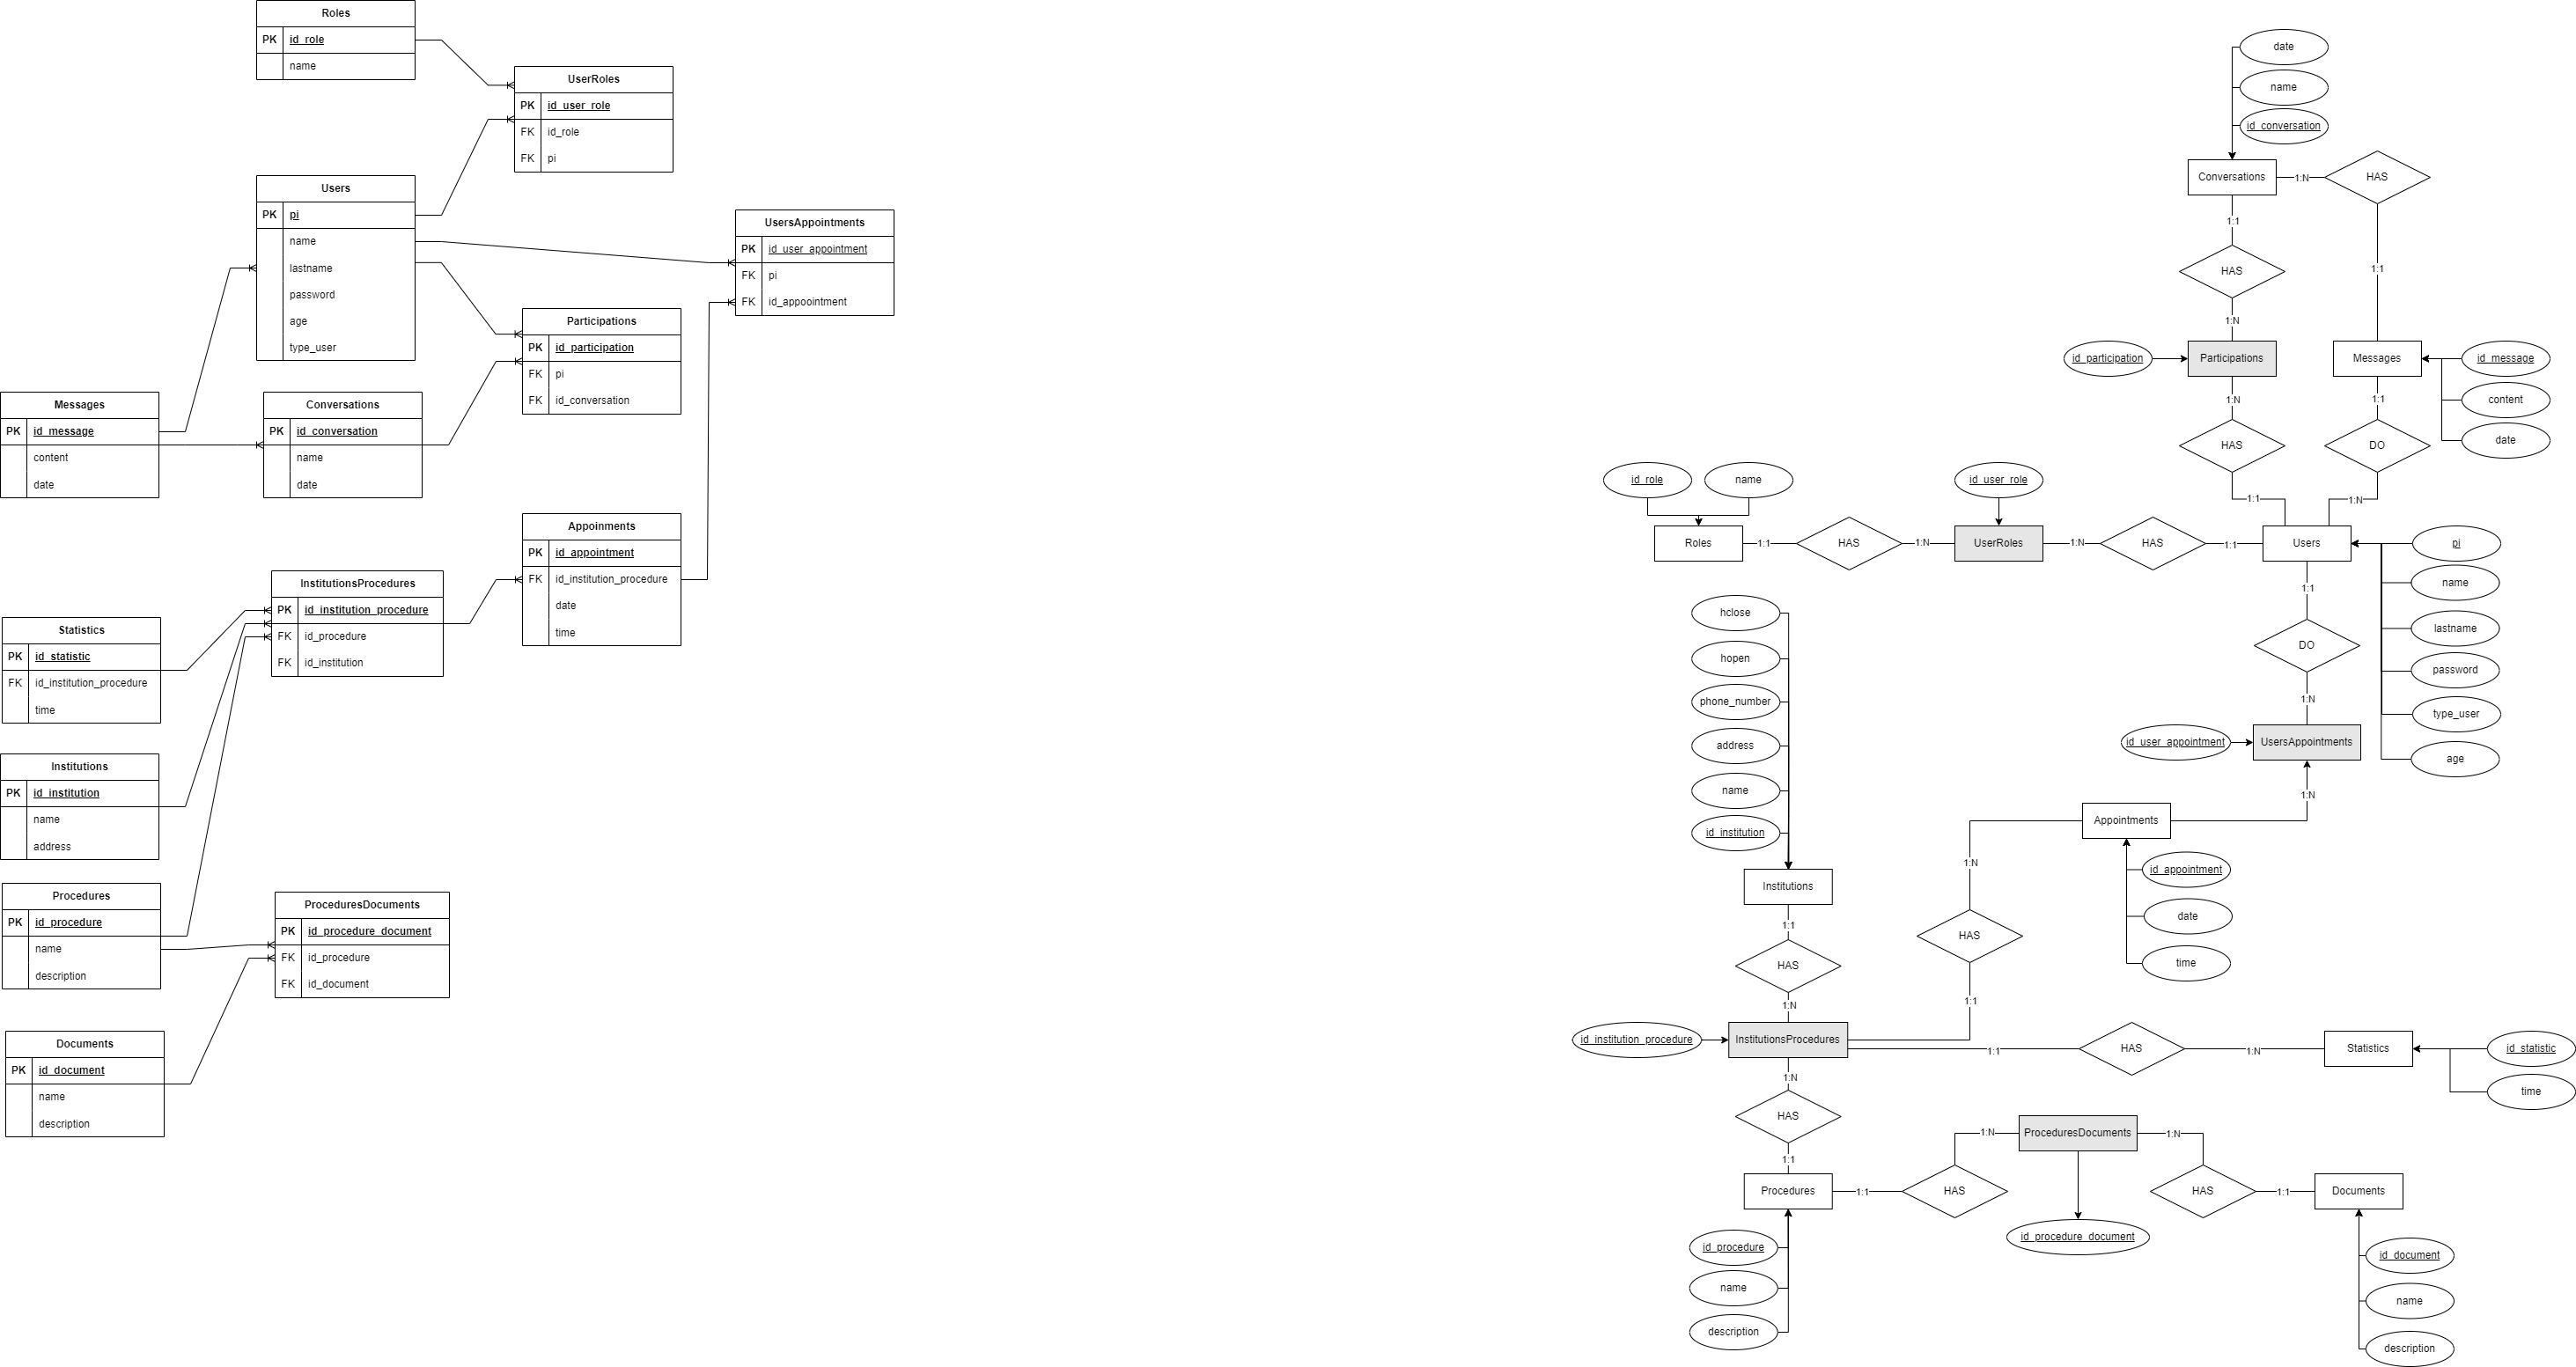 Roles
PK id_role
name
UserRoles
PK id_user_role
FK id_role
FK pi
Users
PK pi
name
lastname
password
age
type_user
UsersAppointments
PK id_user_appointment
FK pi
FK id_appoointment
Participations
PK id_participation
FK pi
FK id_conversation
Messages
PK id_message
content
date
Conversations
PK id_conversation
name
date
Appoinments
PK id_appointment
FK id_institution_procedure
date
time
InstitutionsProcedures
PK id_institution_procedure
FK id_procedure
FK id_institution
Statistics
PK id_statistic
FK id_institution_procedure
time
Institutions
PK id_institution
name
address
Procedures
PK id_procedure
name
description
ProceduresDocuments
PK id_procedure_document
FK id_procedure
FK id_document
Documents
PK id_document
name
description
date
name
id_conversation
Conversations
1:N
HAS
1:1
HAS
1:1
1:N
id_participation
Participations
Messages
id_message
content
date
1:N
1:1
HAS
DO
1:1
1:N
id_role
name
id_user_role
Roles
1:1
HAS
1:N
UserRoles
1:N
HAS
1:1
Users
pi
name
lastname
password
type_user
age
1:1
DO
1:N
id_user_appointment
UsersAppointments
1:N
hclose
hopen
phone_number
address
name
id_institution
Institutions
1:1
HAS
1:N
Appointments
id_appointment
date
time
1:N
HAS
1:1
id_institution_procedure
InstitutionsProcedures
1:1
HAS
1:N
Statistics
id_statistic
time
1:N
HAS
1:1
Procedures
1:1
HAS
1:N
ProceduresDocuments
1:N
HAS
1:1
Documents
id_procedure_document
id_procedure
name
description
id_document
name
description